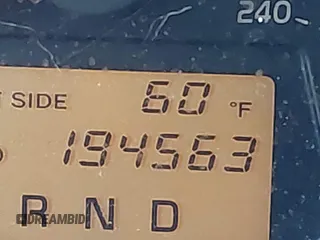 240
T SIDE 60 °F
194563
R N D
DREAMBID